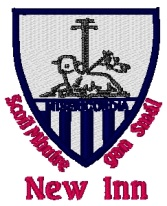 MISERICORDIA
Scoil Mhuire gan Smál
New Inn